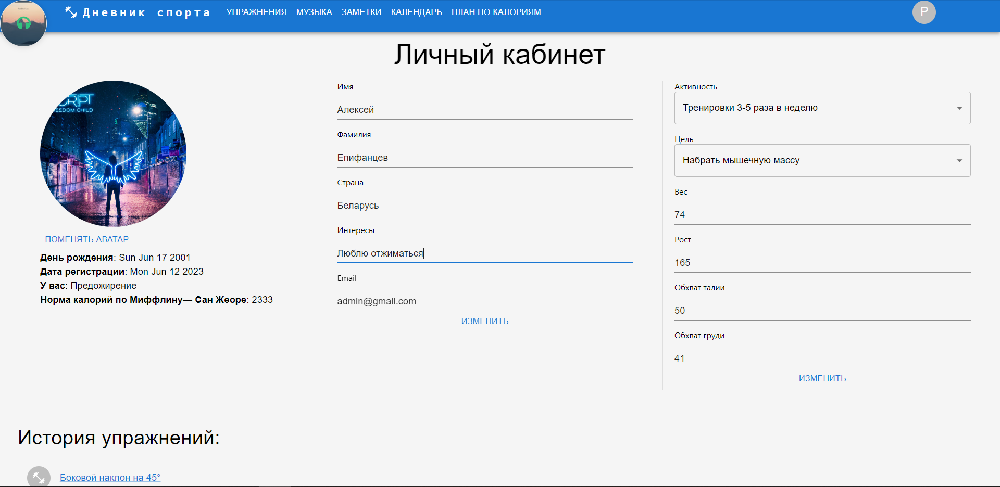 Дневник спорта УПРАЖНЕНИЯ МУЗЫКА ЗАМЕТКИ КАЛЕНДАРЬ ПЛАН ПО КАЛОРИЯМ P
Личный кабинет
CRIPT
EEDOM CHILD
ПОМЕНЯТЬ АВАТАР
День рождения: Sun Jun 17 2001
Дата регистрации: Mon Jun 12 2023
У вас: Предожирение
Норма калорий по Миффлину— Сан Жеоре: 2333
Имя
Алексей
Фамилия
Епифанцев
Страна
Беларусь
Интересы
Люблю отжиматься
Email
admin@gmail.com
ИЗМЕНИТЬ
Активность
Тренировки 3-5 раза в неделю
Цель
Набрать мышечную массу
Вес
74
Рост
165
Обхват талии
50
Обхват груди
41
ИЗМЕНИТЬ
История упражнений:
Боковой наклон на 45°